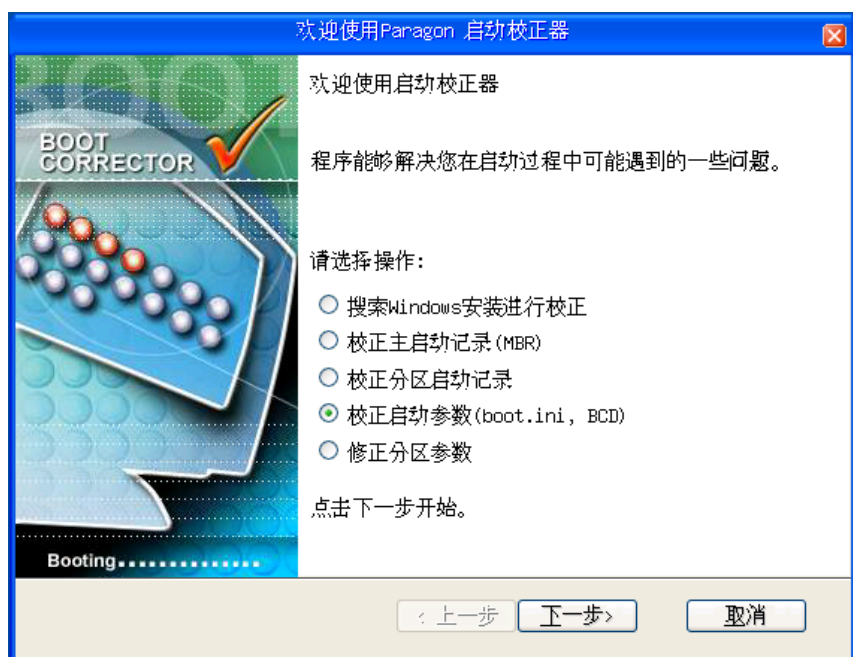 欢迎使用Paragon 启动校正器
BOOT
BOOT
CORRECTOR
欢迎使用启动校正器
程序能够解决您在启动过程中可能遇到的一些问题。
请选择操作:
搜索Windows安装进行校正
校正主启动记录(MBR)
校正分区启动记录
校正启动参数(boot.ini, BCD)
修正分区参数
点击下一步开始。
Booting..............
<上一步
下一步>
取消